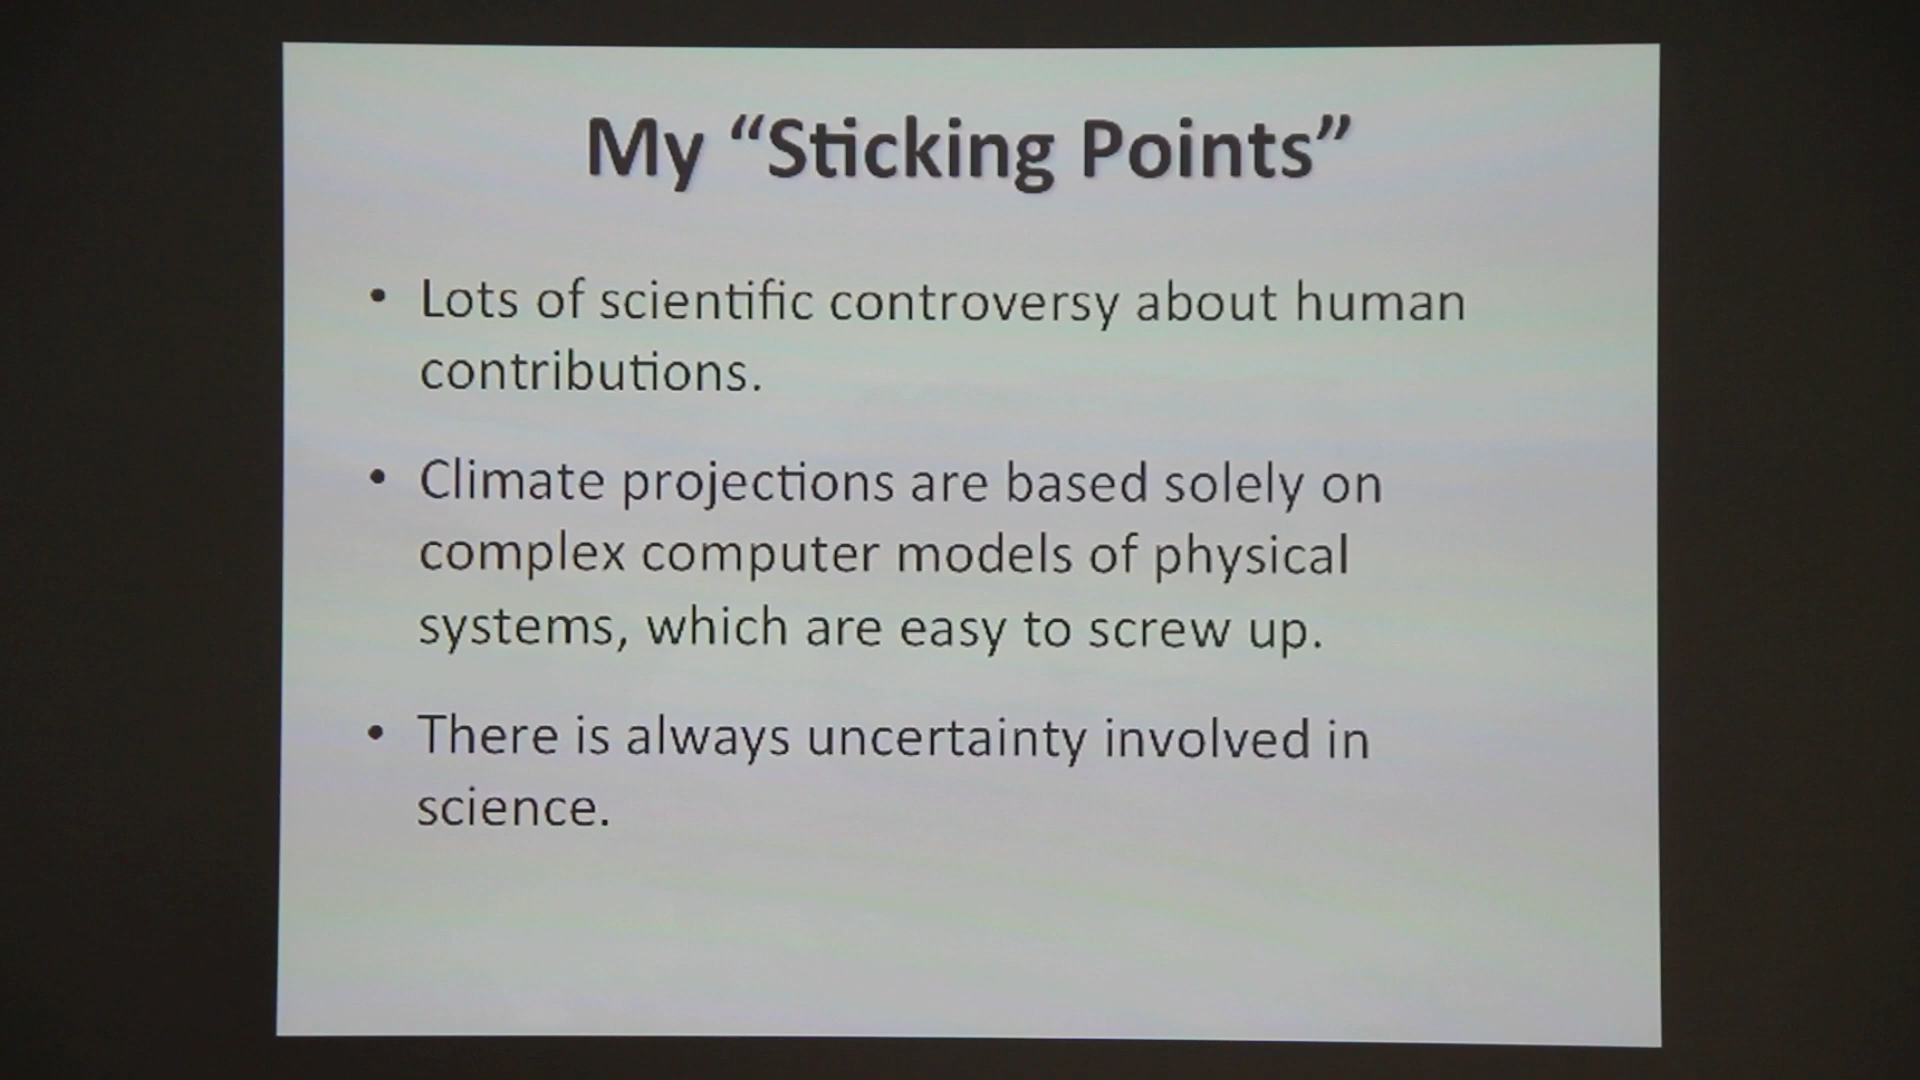 My “Sticking Points”
• Lots of scientific controversy about human
contributions.
• Climate projections are based solely on
complex computer models of physical
systems, which are easy to screw up.
• There is always uncertainty involved in
science.